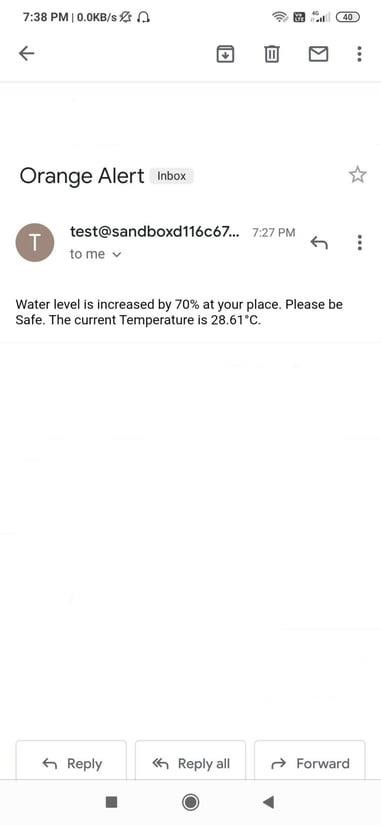 7:38 PM | 0.0KB/s
4G
40
Orange Alert Inbox
T
test@sandboxd116c67... 7:27 PM
to me
Water level is increased by 70% at your place. Please be
Safe. The current Temperature is 28.61°C.
Reply
Reply all
Forward